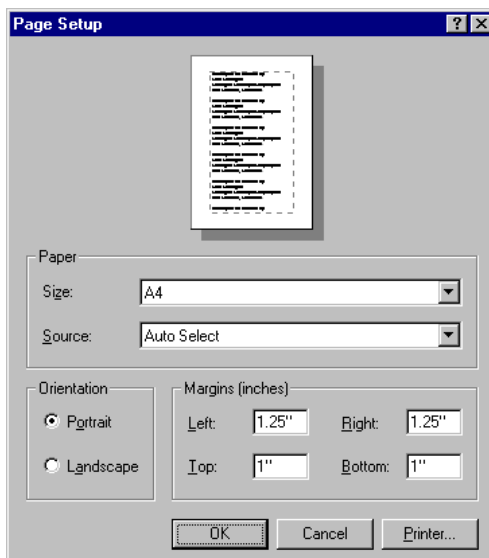 Page Setup
Paper
Size: A4
Source: Auto Select
Orientation
Portrait
Landscape
Margins (inches)
Left: 1.25" Right: 1.25"
Top: 1" Bottom: 1"
OK Cancel Printer...